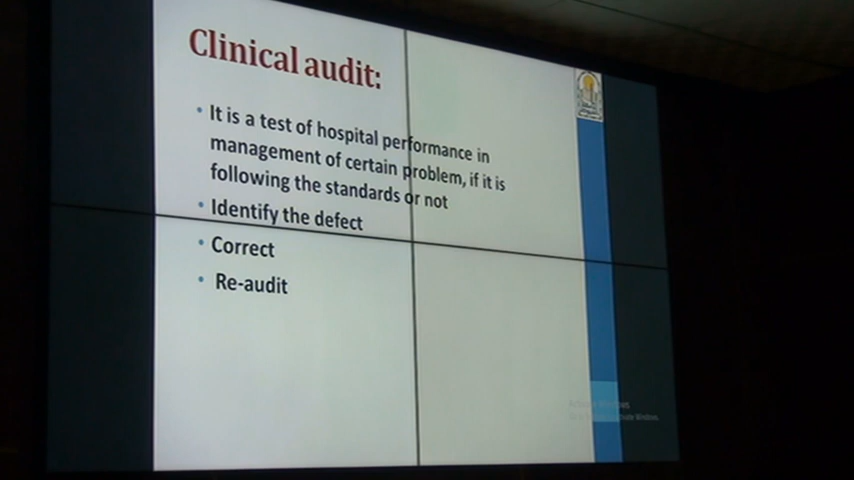 Clinical audit:
• It is a test of hospital performance in
management of certain problem, if it is
following the standards or not
• Identify the defect
• Correct
• Re-audit